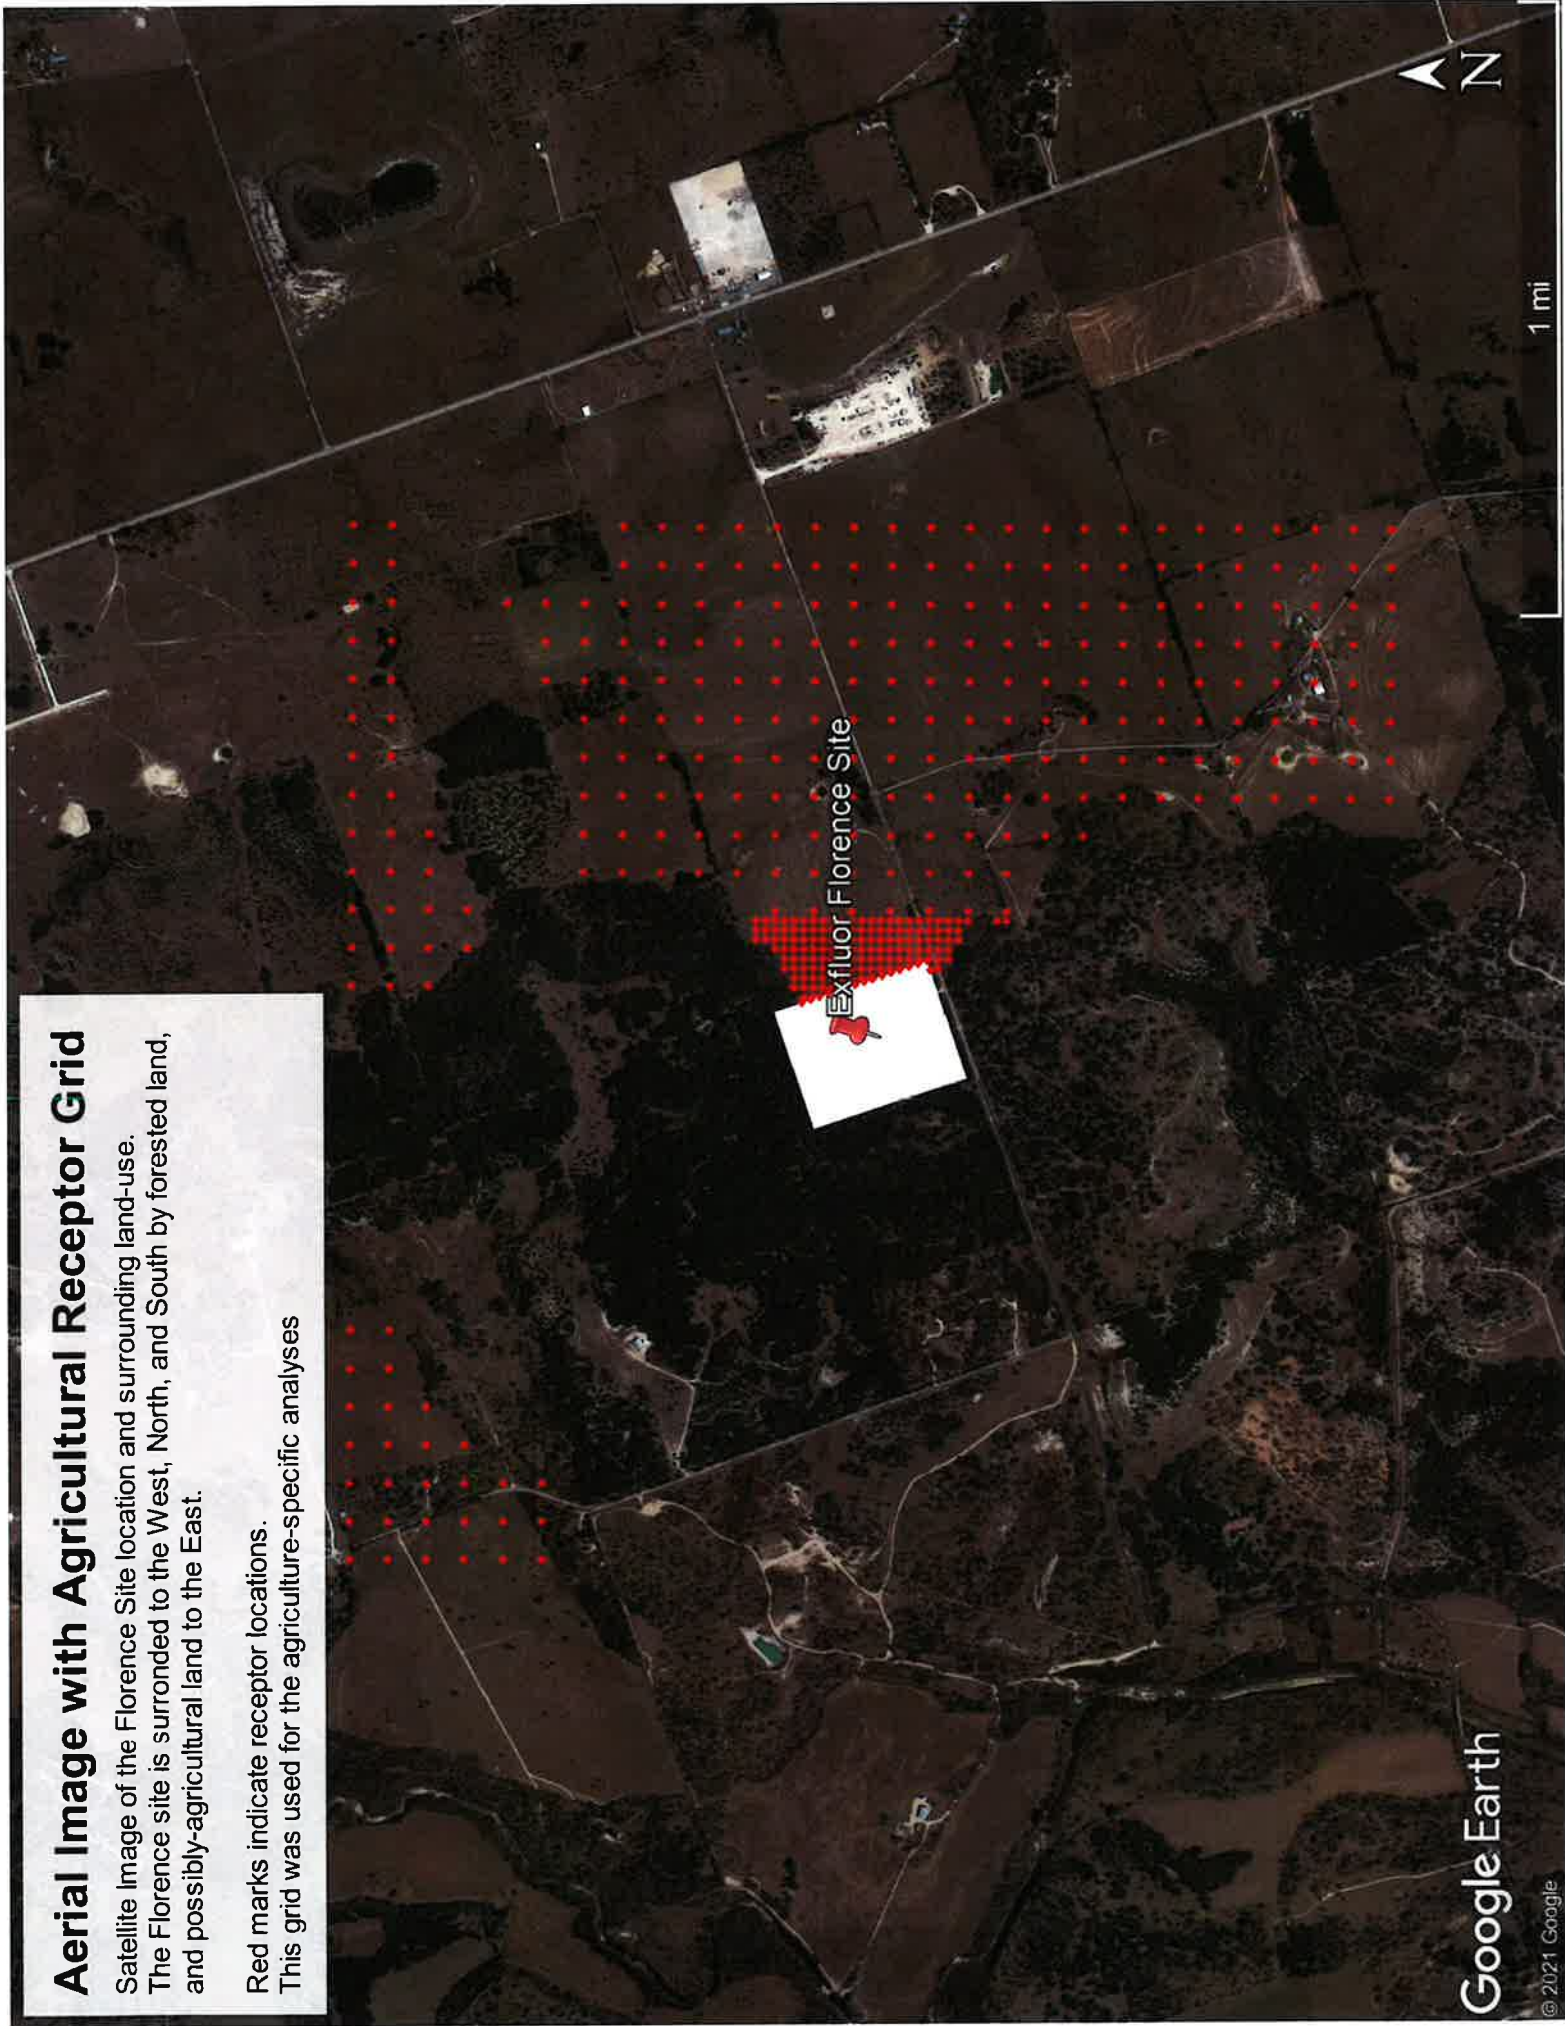 Aerial Image with Agricultural Receptor Grid
Satellite Image of the Florence Site location and surrounding land-use.
The Florence site is surronded to the West, North, and South by forested land,
and possibly-agricultural land to the East.
Red marks indicate receptor locations.
This grid was used for the agriculture-specific analyses
Exfluor Florence Site
N
Google Earth
© 2021 Google
1 mi